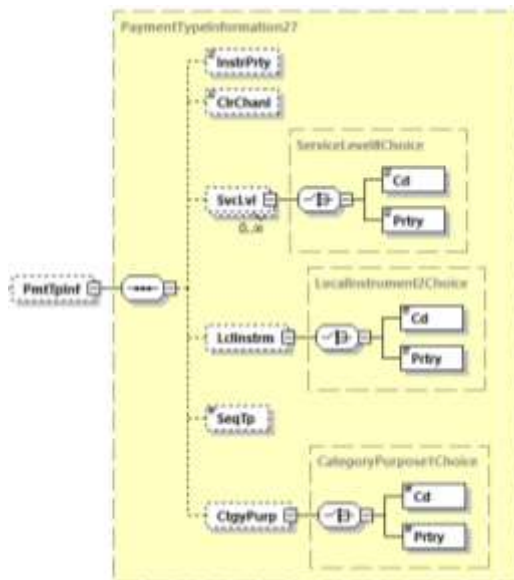 PaymentTypeInformation27
InstrPrty
ClrChanl
ServiceLevel8Choice
Cd
SvcLvl
Prtry
0..∞
PmtTpInf
LocalInstrument2Choice
Cd
LclInstrm
Prtry
SeqTp
CategoryPurpose1Choice
Cd
CtgyPurp
Prtry